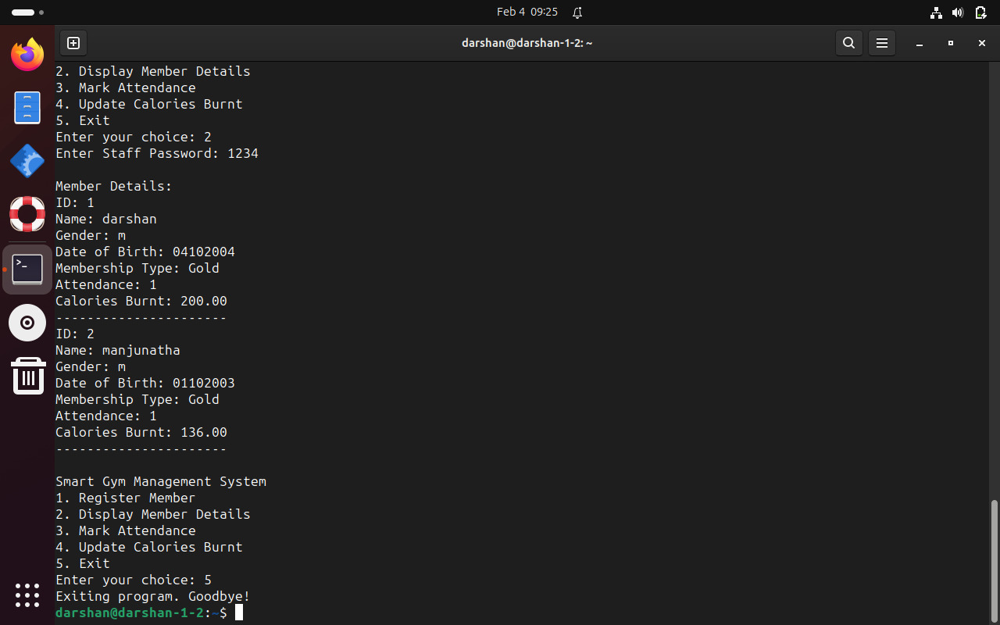 Feb 4 09:25
darshan@darshan-1-2: ~
2. Display Member Details
3. Mark Attendance
4. Update Calories Burnt
5. Exit
Enter your choice: 2
Enter Staff Password: 1234
Member Details:
ID: 1
Name: darshan
Gender: m
Date of Birth: 04102004
Membership Type: Gold
Attendance: 1
Calories Burnt: 200.00
----------------------
ID: 2
Name: manjunatha
Gender: m
Date of Birth: 01102003
Membership Type: Gold
Attendance: 1
Calories Burnt: 136.00
----------------------
Smart Gym Management System
1. Register Member
2. Display Member Details
3. Mark Attendance
4. Update Calories Burnt
5. Exit
Enter your choice: 5
Exiting program. Goodbye!
darshan@darshan-1-2:~$